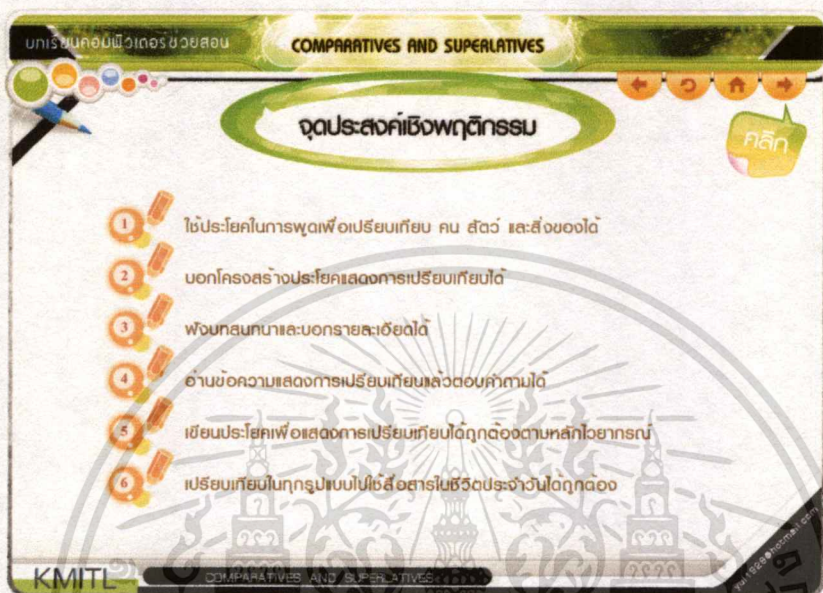 บทเรียนคอมพิวเตอร์ช่วยสอน
COMPARATIVES AND SUPERLATIVES
จุดประสงค์เชิงพฤติกรรม
คลิก
1 ใช้ประโยคในการพูดเพื่อเปรียบเทียบ คน สัตว์ และสิ่งของได้
2 บอกโครงสร้างประโยคแสดงการเปรียบเทียบได้
3 ฟังบทสนทนาและบอกรายละเอียดได้
4 อ่านข้อความแสดงการเปรียบเทียบแล้วตอบคำถามได้
5 เขียนประโยคเพื่อแสดงการเปรียบเทียบได้ถูกต้องตามหลักไวยากรณ์
6 เปรียบเทียบในทุกรูปแบบไปใช้สื่อสารในชีวิตประจำวันได้ถูกต้อง
KMITL
COMPARATIVES AND SUPERLATIVES